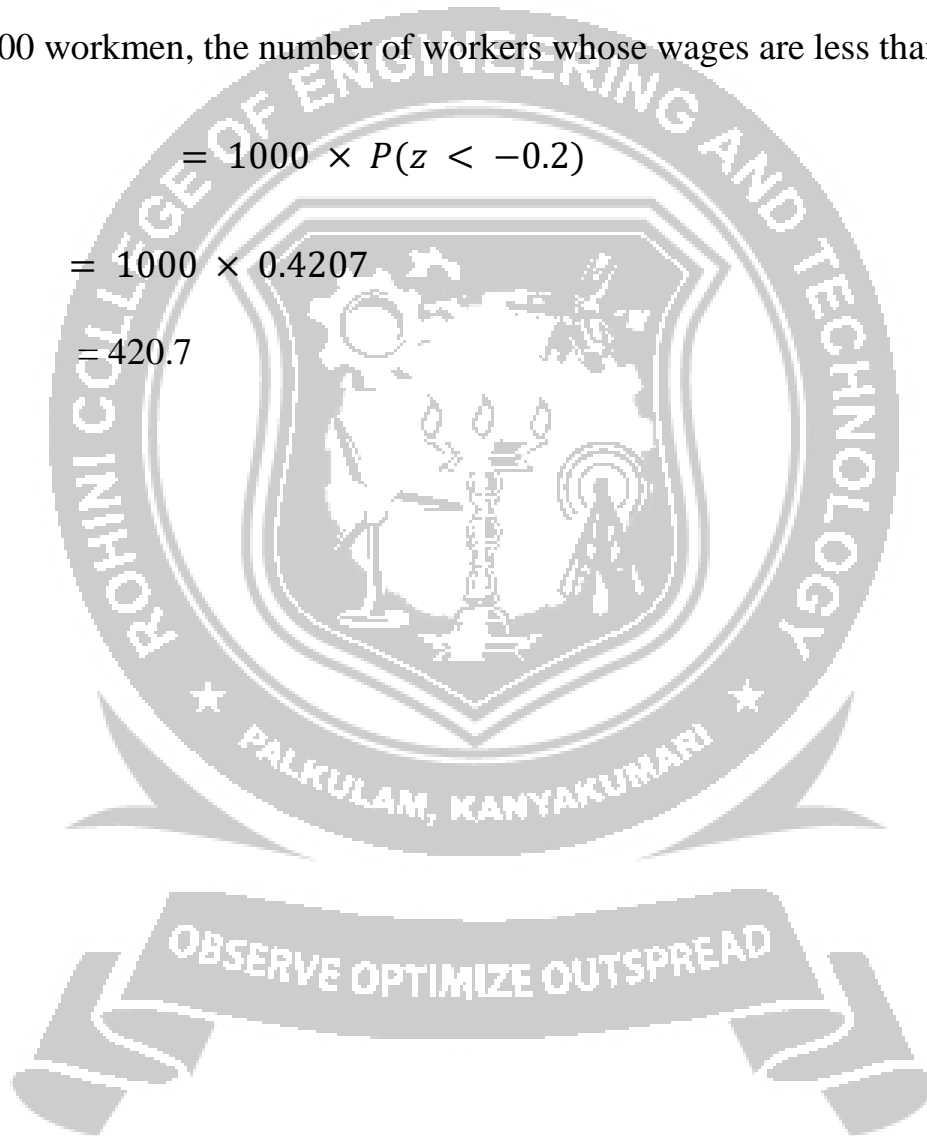 00 workmen, the number of workers whose wages are less
= 1000 × P(z < −0.2)
= 1000 × 0.4207
= 420.7
ROHINI COLLEGE OF ENGINEERING AND TECHNOLOGY
PALKULAM, KANYAKUMARI
OBSERVE OPTIMIZE OUTSPREAD